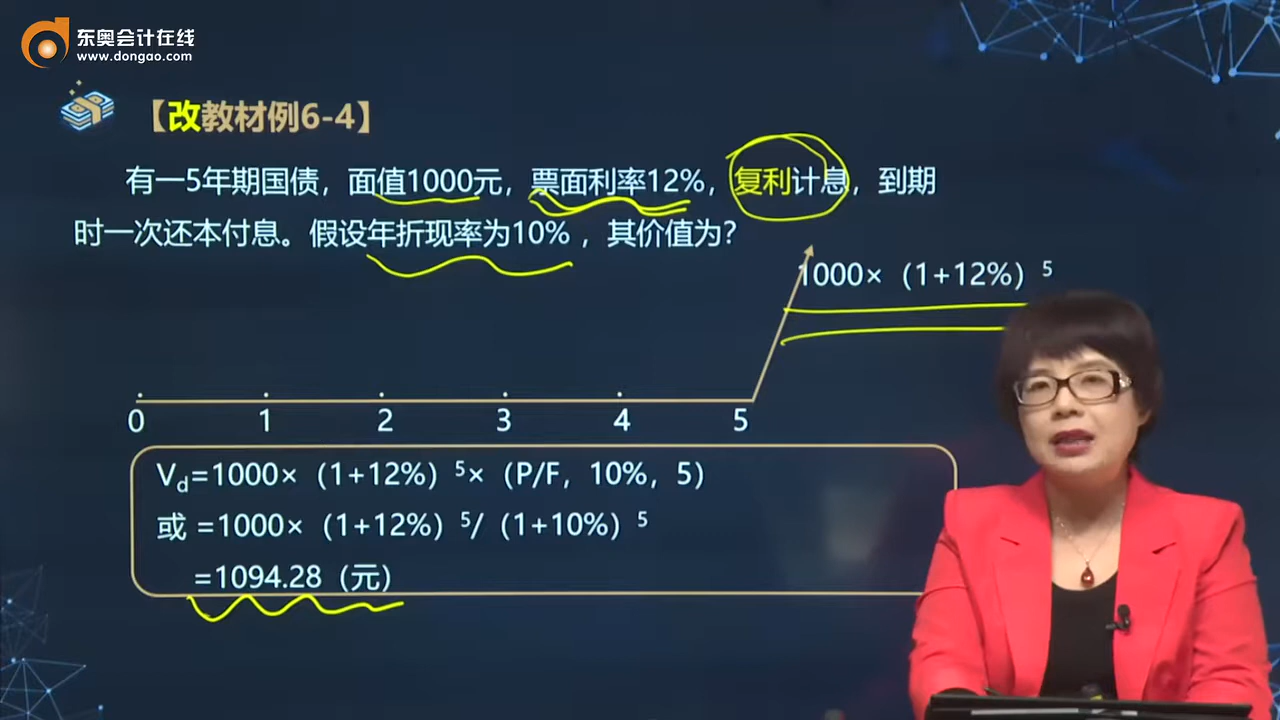 东奥会计在线
www.dongao.com
【改教材例6-4】
有一5年期国债，面值1000元，票面利率12%，复利计息，到期
时一次还本付息。假设年折现率为10%，其价值为？
1000×（1+12%）5
0 1 2 3 4 5
Vd=1000×（1+12%）5×（P/F，10%，5）
或 =1000×（1+12%）5/（1+10%）5
=1094.28（元）